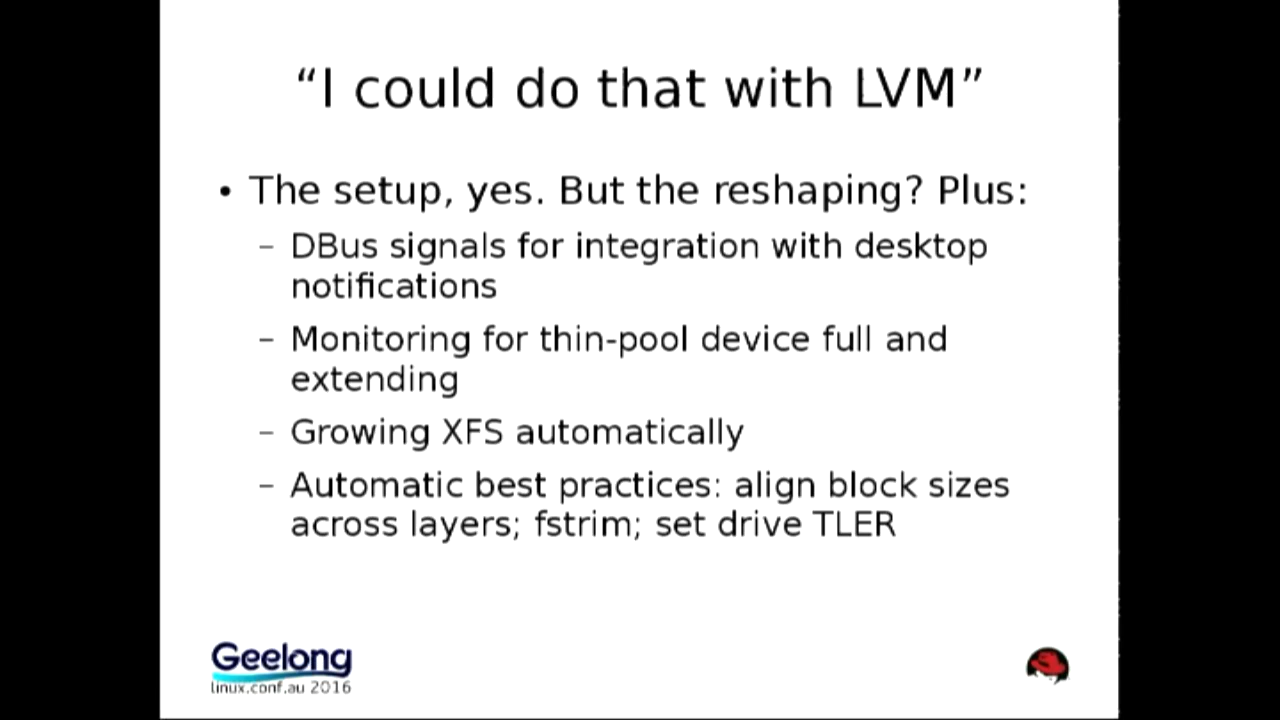 “I could do that with LVM”
• The setup, yes. But the reshaping? Plus:
– DBus signals for integration with desktop
notifications
– Monitoring for thin-pool device full and
extending
– Growing XFS automatically
– Automatic best practices: align block sizes
across layers; fstrim; set drive TLER
Geelong
linux.conf.au 2016